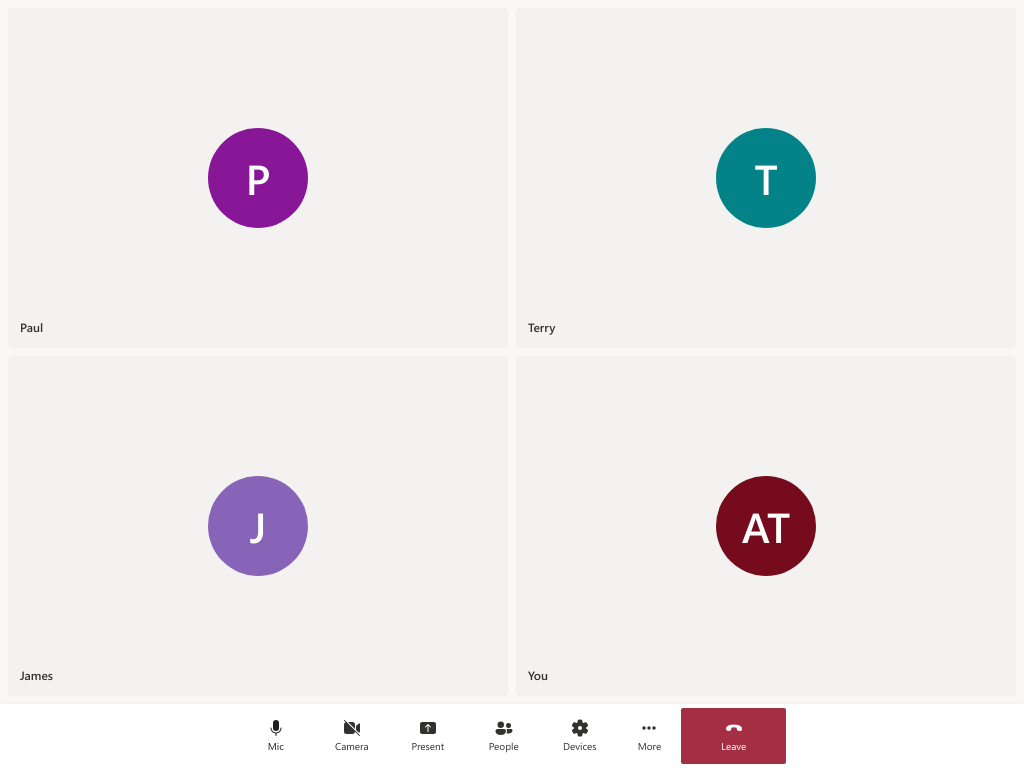 P
T
Paul
Terry
J
AT
James
You
Mic
Camera
Present
People
Devices
More
Leave